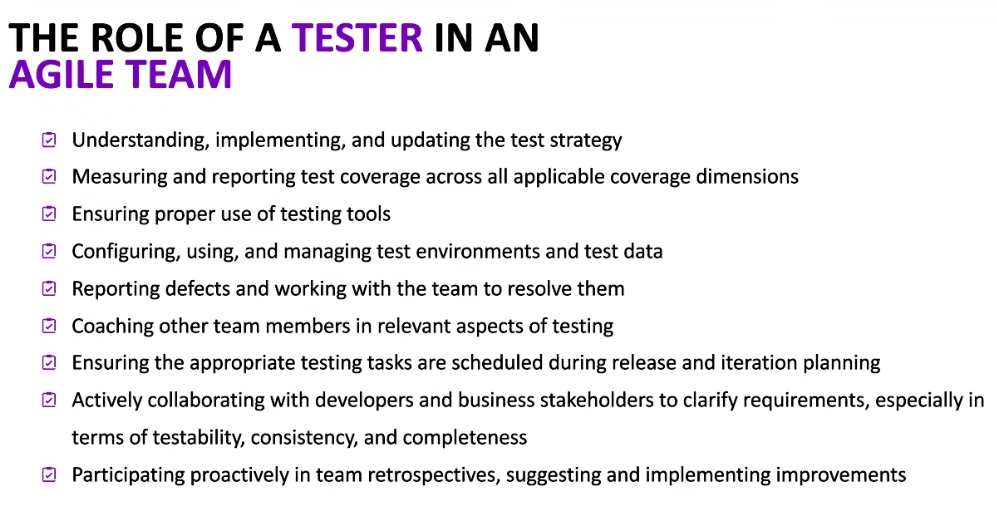 THE ROLE OF A TESTER IN AN
AGILE TEAM
Understanding, implementing, and updating the test strategy
Measuring and reporting test coverage across all applicable coverage dimensions
Ensuring proper use of testing tools
Configuring, using, and managing test environments and test data
Reporting defects and working with the team to resolve them
Coaching other team members in relevant aspects of testing
Ensuring the appropriate testing tasks are scheduled during release and iteration planning
Actively collaborating with developers and business stakeholders to clarify requirements, especially in
terms of testability, consistency, and completeness
Participating proactively in team retrospectives, suggesting and implementing improvements